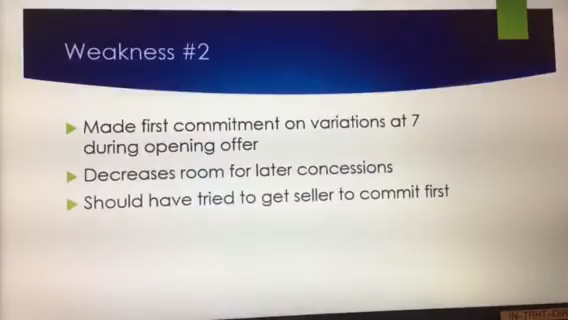 Weakness #2
Made first commitment on variations at 7
during opening offer
Decreases room for later concessions
Should have tried to get seller to commit first